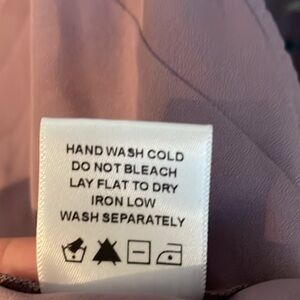 HAND WASH COLD
DO NOT BLEACH
LAY FLAT TO DRY
IRON LOW
WASH SEPARATELY